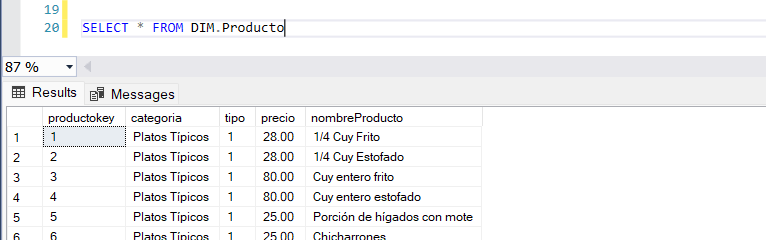 19
20 SELECT * FROM DIM.Producto
87 %
Results Messages
productokey categoria tipo precio nombreProducto
1 1 Platos Típicos 1 28.00 1/4 Cuy Frito
2 2 Platos Típicos 1 28.00 1/4 Cuy Estofado
3 3 Platos Típicos 1 80.00 Cuy entero frito
4 4 Platos Típicos 1 80.00 Cuy entero estofado
5 5 Platos Típicos 1 25.00 Porción de hígados con mote
6 6 Platos Típicos 1 25.00 Chicharrones